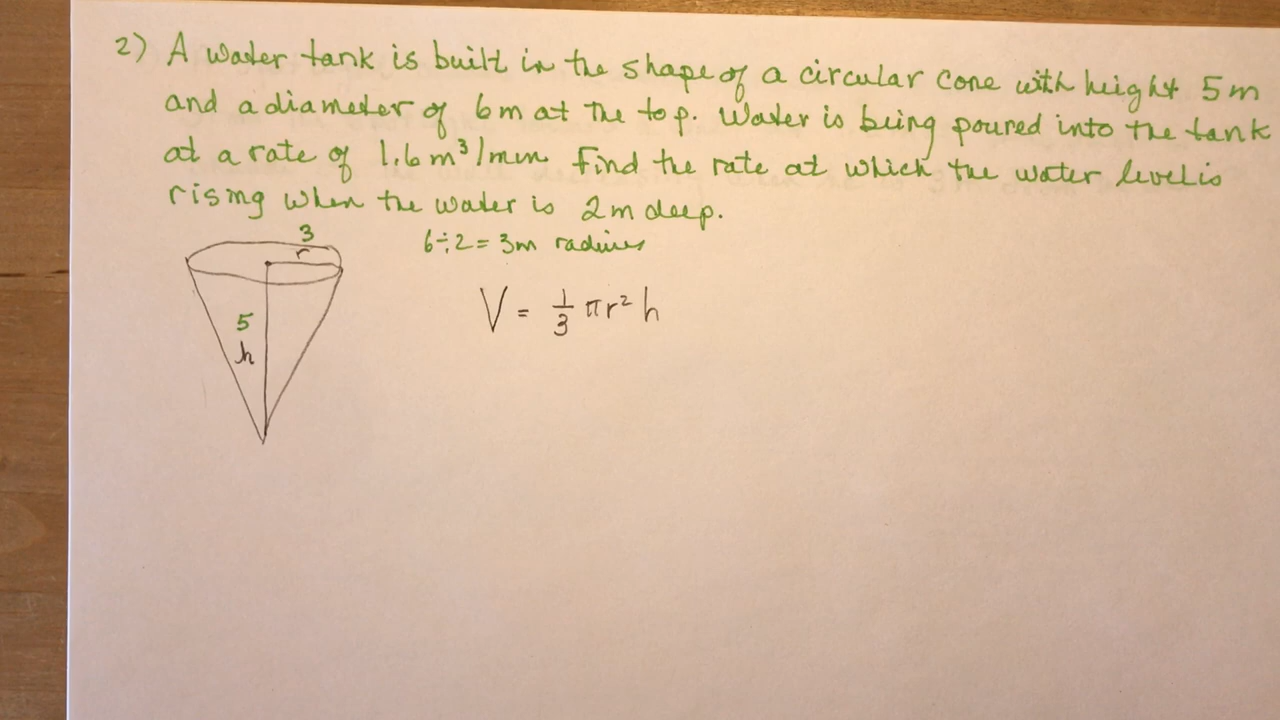 2) A water tank is built in the shape of a circular cone with height 5m
and a diameter of 6m at the top. Water is being poured into the tank
at a rate of 1.6 m³/min. Find the rate at which the water level is
rising when the water is 2m deep.
6÷2 = 3m radius
3
r
V = 1/3 πr² h
5
h